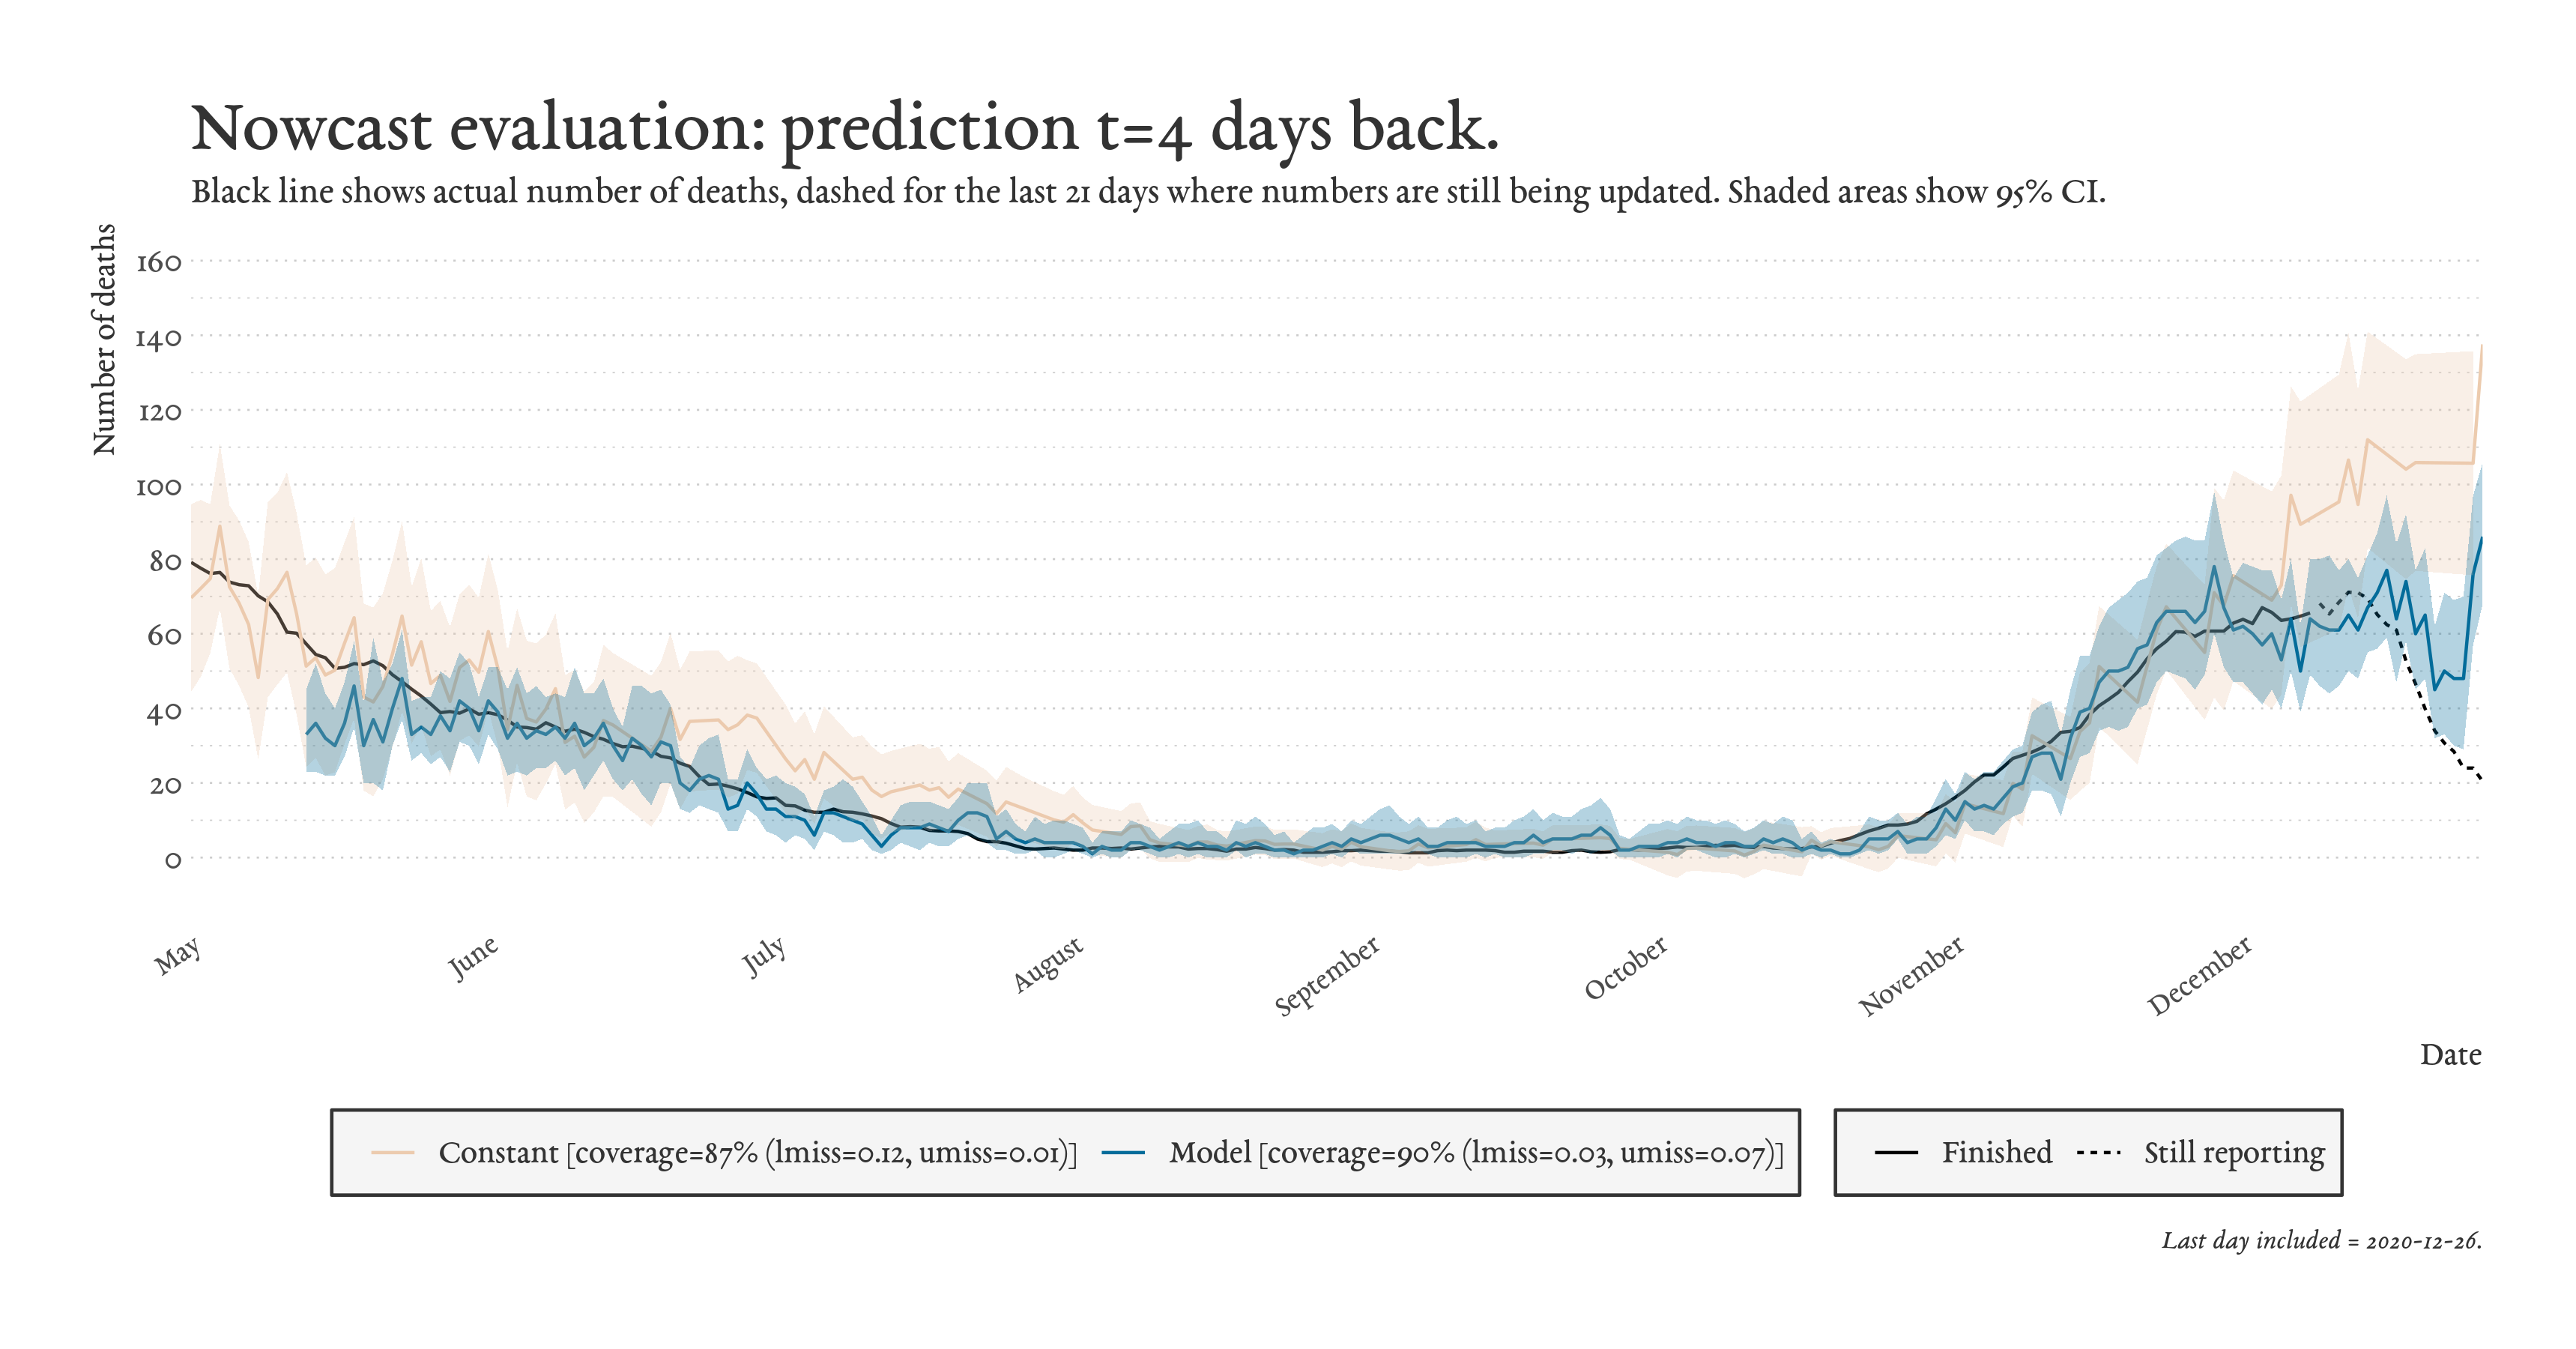 Nowcast evaluation: prediction t=4 days back.
Black line shows actual number of deaths, dashed for the last 21 days where numbers are still being updated. Shaded areas show 95% CI.
Number of deaths
160
140
120
100
80
60
40
20
0
May
June
July
August
September
October
November
December
Date
Constant [coverage=87% (lmiss=0.12, umiss=0.01)]
Model [coverage=90% (lmiss=0.03, umiss=0.07)]
Finished
Still reporting
Last day included = 2020-12-26.